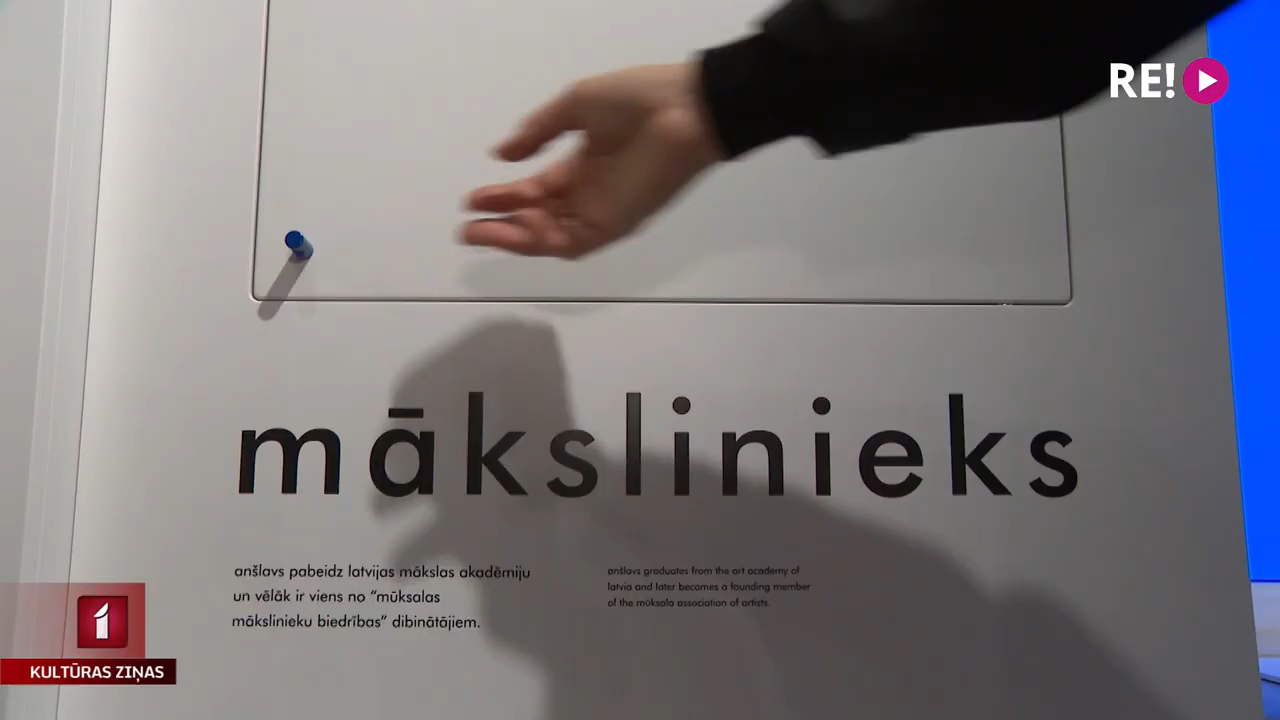 RE!
mākslinieks
anšlavs pabeidz latvijas mākslas akadēmiju
un vēlāk ir viens no “mūksalas
mākslinieku biedrības” dibinātājiem.
anšlavs graduates from the art academy of
latvia and later becomes a founding member
of the mūksala association of artists.
1
KULTŪRAS ZIŅAS